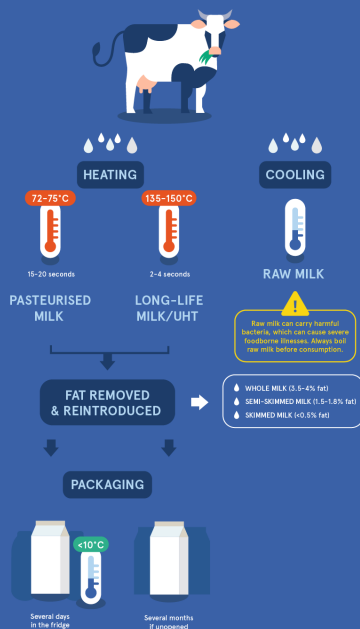 HEATING
COOLING
72-75°C
135-150°C
15-20 seconds
2-4 seconds
RAW MILK
PASTEURISED
MILK
LONG-LIFE
MILK/UHT
!
Raw milk can carry harmful
bacteria, which can cause severe
foodborne illnesses. Always boil
raw milk before consumption.
FAT REMOVED
& REINTRODUCED
WHOLE MILK (3.5-4% fat)
SEMI-SKIMMED MILK (1.5-1.8% fat)
SKIMMED MILK (<0.5% fat)
PACKAGING
<10°C
Several days
in the fridge
Several months
if unopened